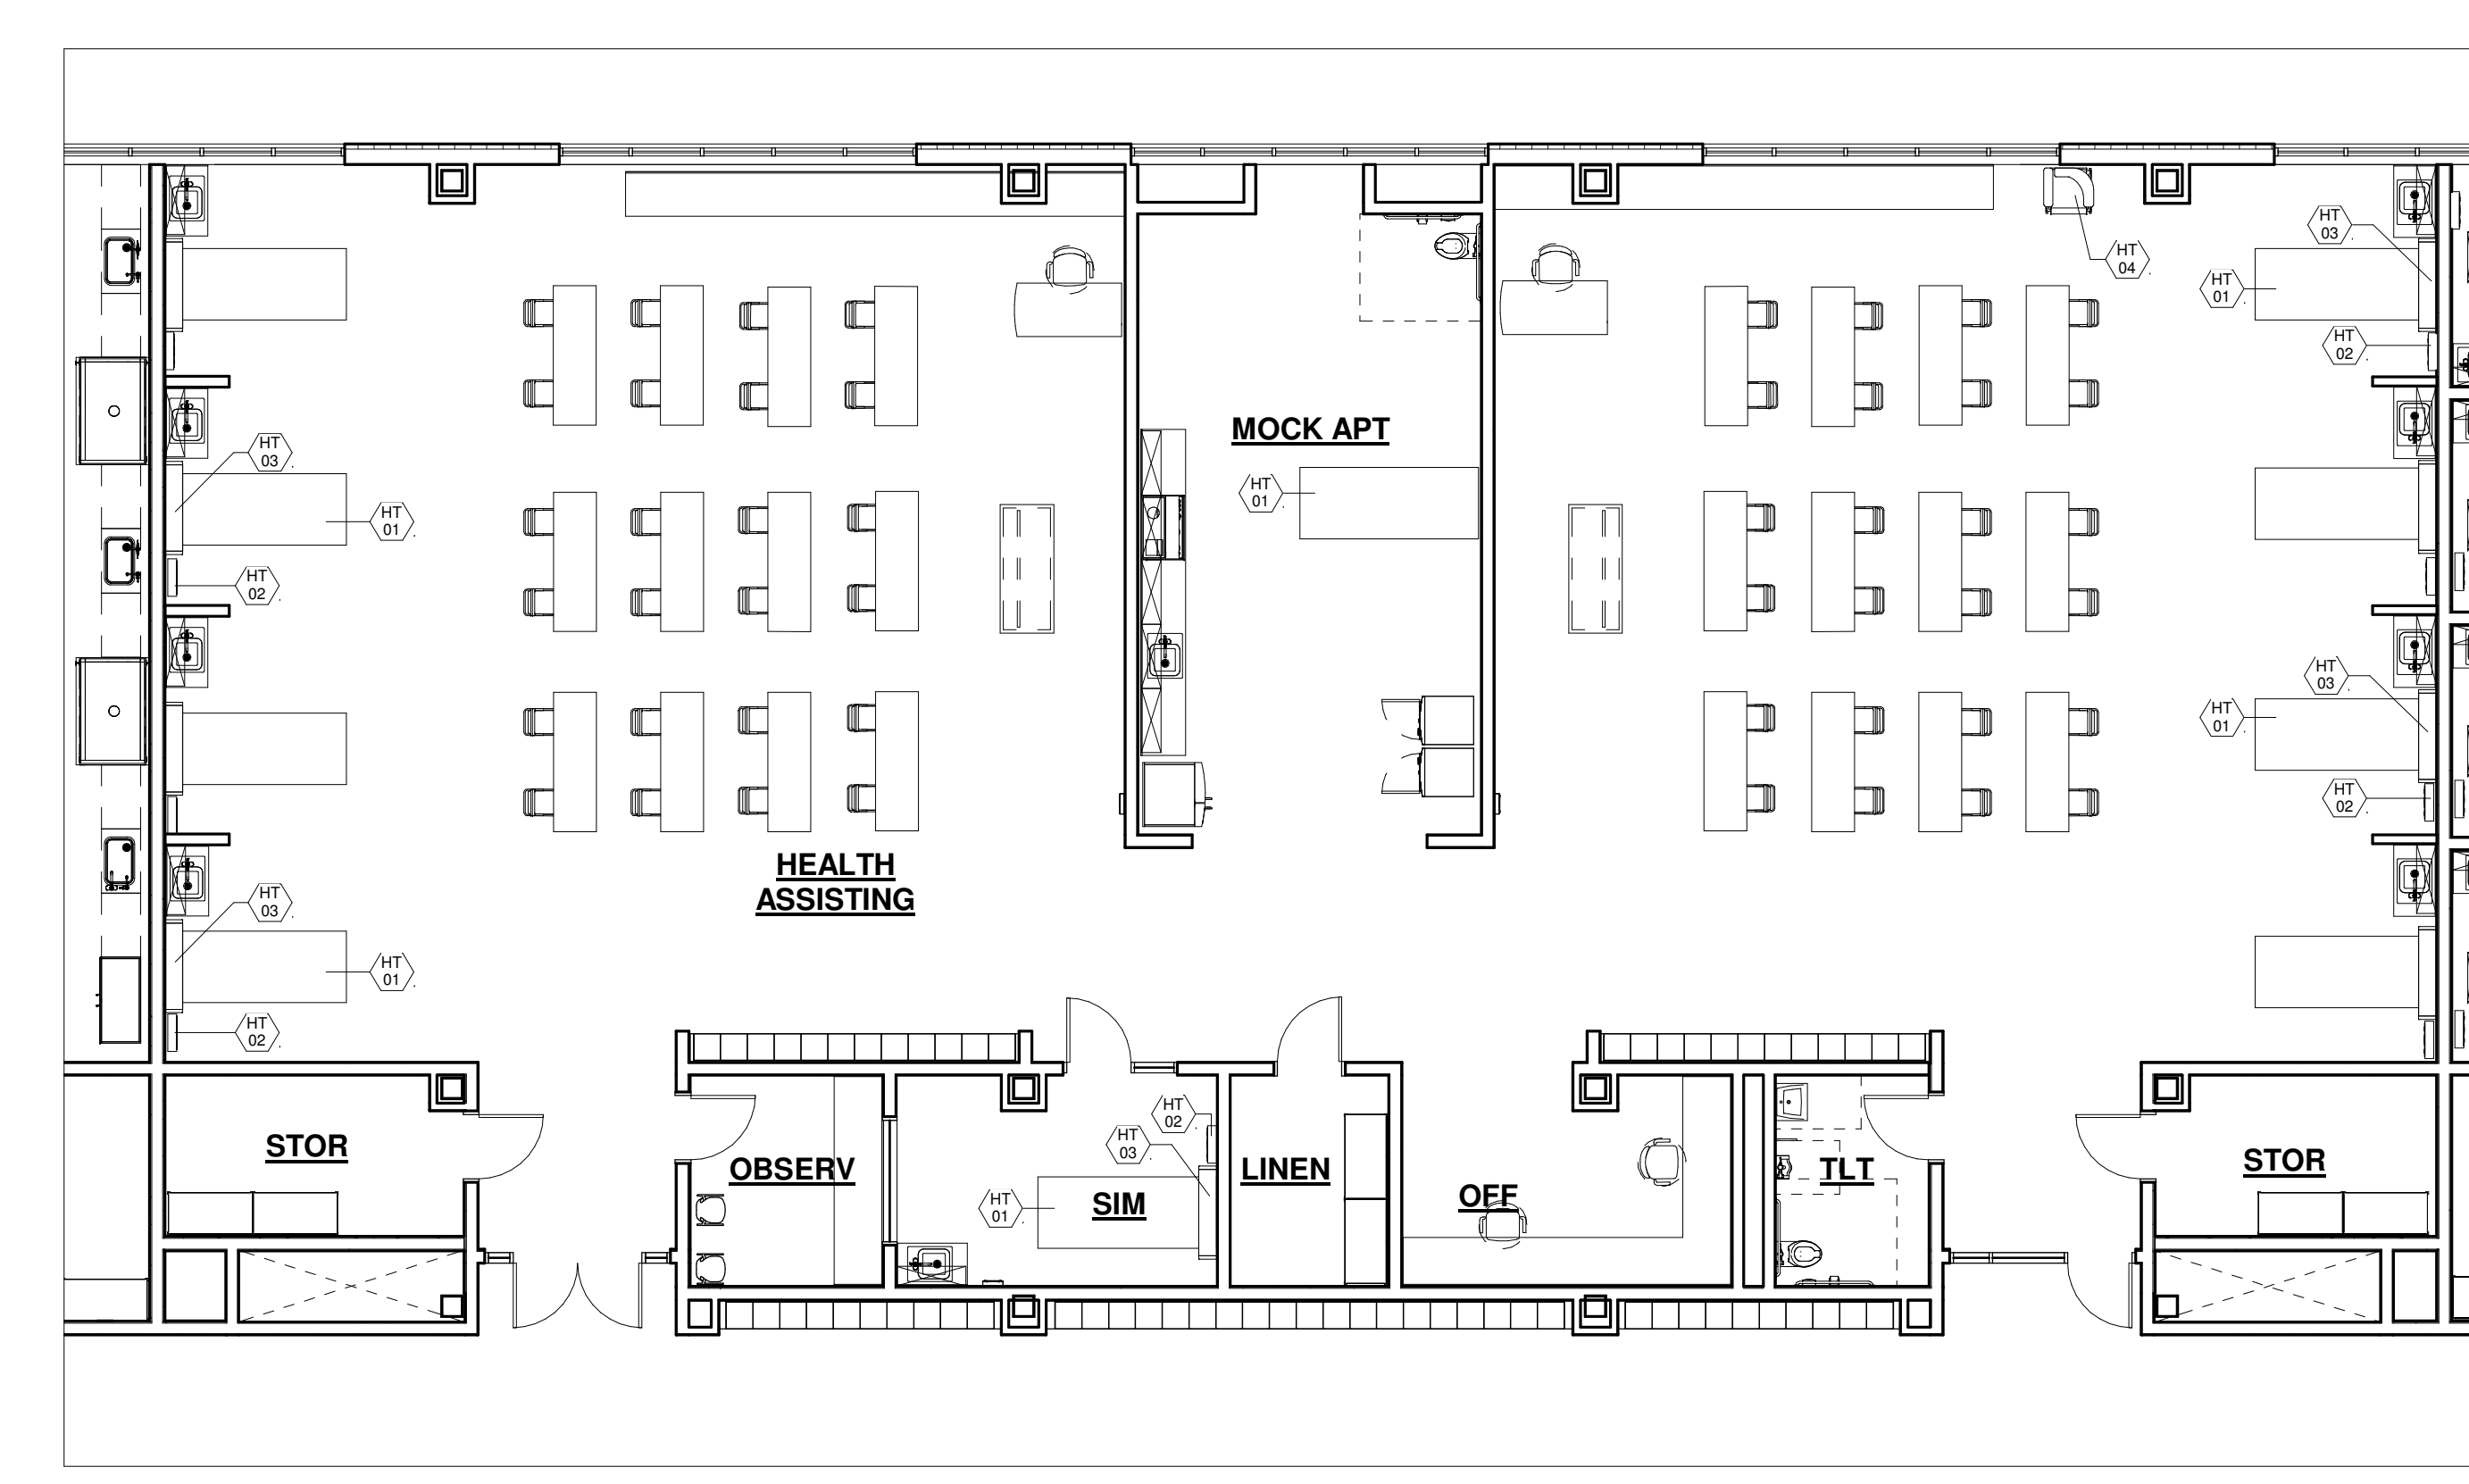 HT
03
HT
04
HT
01
HT
02
MOCK APT
HT
03
HT
01
HT
01
HT
02
HT
03
HT
01
HT
02
HEALTH
ASSISTING
HT
03
HT
01
HT
02
HT
02
HT
03
STOR
OBSERV
LINEN
TLT
STOR
HT
01
SIM
OFF